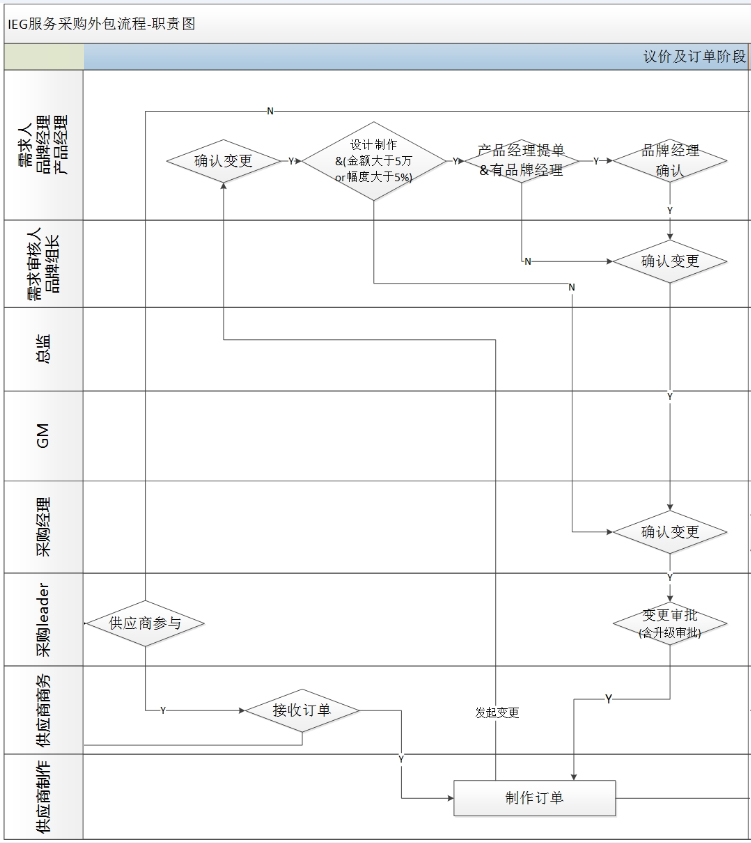 IEG服务采购外包流程-职责图
议价及订单阶段
需求人
品牌经理
产品经理
N
确认变更
Y
设计制作
&(金额大于5万
or幅度大于5%)
Y
产品经理提单
&有品牌经理
Y
品牌经理
确认
Y
需求审核人
品牌组长
N
确认变更
N
总监
Y
GM
采购经理
确认变更
Y
采购leader
供应商参与
变更审批
(含升级审批)
供应商商务
Y
接收订单
发起变更
Y
Y
供应商制作
制作订单